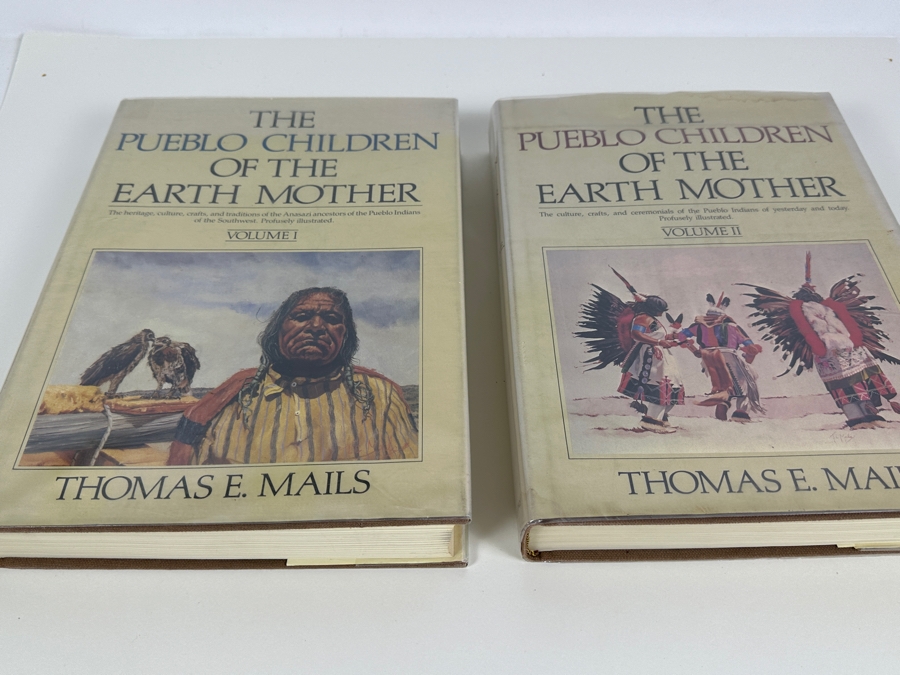 THE
PUEBLO CHILDREN
OF THE
EARTH MOTHER
The heritage, culture, crafts, and traditions of the Anasazi ancestors of the Pueblo Indians
of the Southwest. Profusely illustrated.
VOLUME I
THOMAS E. MAILS
THE
PUEBLO CHILDREN
OF THE
EARTH MOTHER
The culture, crafts, and ceremonials of the Pueblo Indians of yesterday and today.
Profusely illustrated.
VOLUME II
THOMAS E. MAI